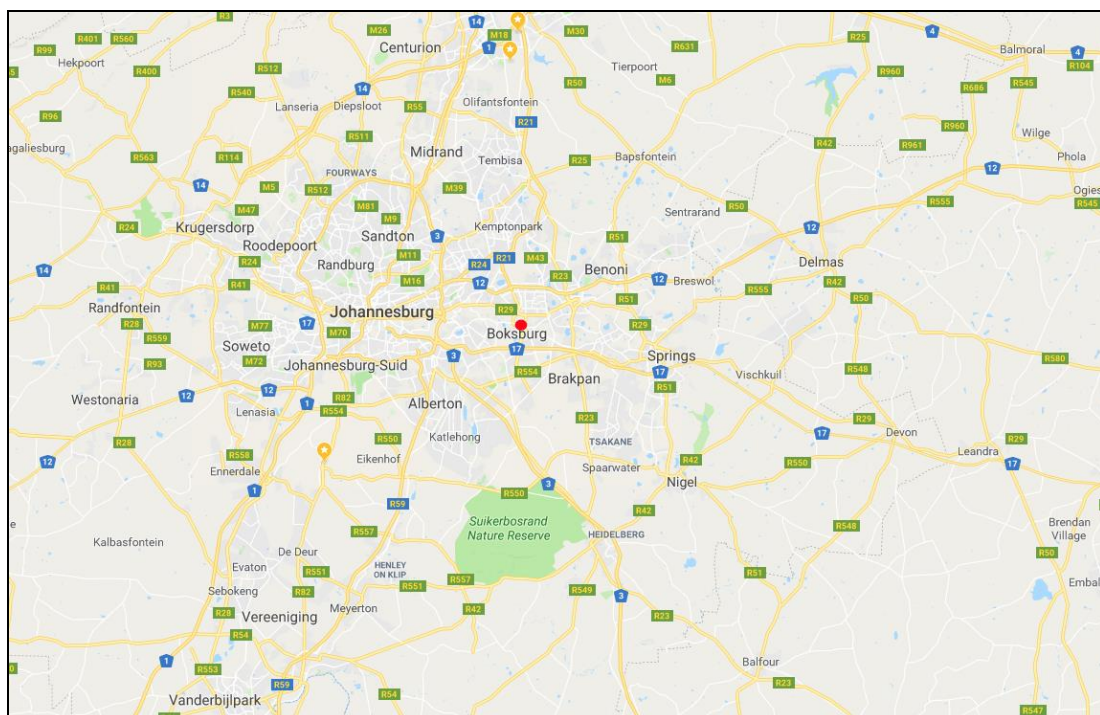 R3
14
M18
M30
M26
R25
R401
R560
R99
Hekpoort
R400
R512
Centurion
1
R631
4
Balmoral
4
Tierpoort
R104
14
R50
M6
R960
R545
R686
R540
Lanseria
Diepsloot
R55
Olifantsfontein
R96
R21
R960
R511
R42
R961
Wilge
R563
R114
Midrand
Tembisa
R25
Bapsfontein
Phola
12
FOURWAYS
14
M5
R512
M39
Ogies
R545
M47
M81
R50
R555
M9
Sentrarand
R24
Krugersdorp
Kemptonpark
Sandton
3
R51
12
Roodepoort
M11
R21
M43
R24
Randburg
R24
Benoni
Delmas
14
M16
12
R23
12
Breswol
R41
R41
R555
R42
R50
Randfontein
R29
R51
R28
M77
17
M70
Johannesburg
R29
R559
Boksburg
Soweto
17
M72
3
Springs
R580
R93
Johannesburg-Suid
R554
17
R548
Vischkuil
12
Brakpan
R51
12
R82
Westonaria
1
Alberton
Lenasia
R554
R23
R29
R28
R550
Katlehong
TSAKANE
17
Devon
R29
R558
Eikenhof
R42
Leandra
12
R550
17
Ennerdale
Spaarwater
Nigel
1
3
R550
R59
R42
Suikerbosrand
Nature Reserve
R557
R548
Brendan
Village
Kalbasfontein
HEIDELBERG
De Deur
R50
Evaton
HENLEY
ON KLIP
R551
R51
R557
R551
Sebokeng
R82
R549
3
Meyerton
R28
R42
Vereeniging
R23
R54
1
Balfour
R553
R59
R23
R54
Vanderbijlpark
R547